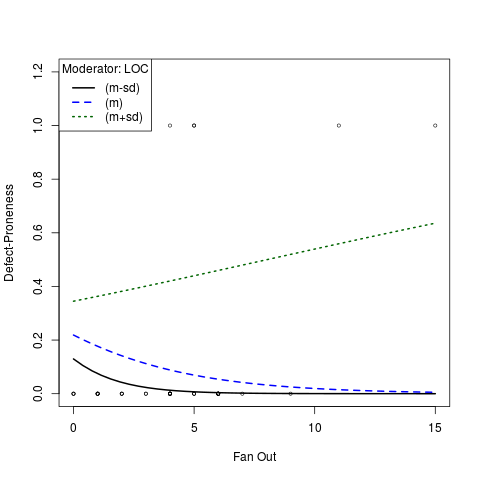 Moderator: LOC
(m-sd)
(m)
(m+sd)
Defect-Proneness
1.2
1.0
0.8
0.6
0.4
0.2
0.0
0 5 10 15
Fan Out